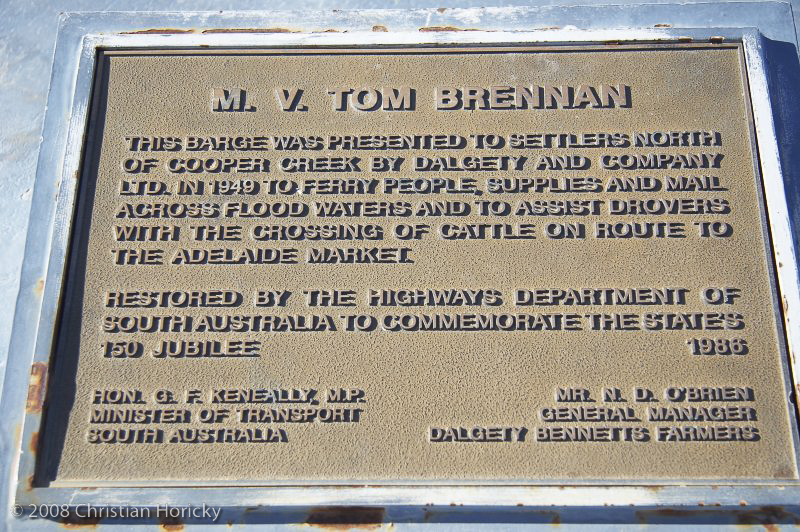 M. V. TOM BRENNAN
THIS BARGE WAS PRESENTED TO SETTLERS NORTH
OF COOPER CREEK BY DALGETY AND COMPANY
LTD. IN 1949 TO FERRY PEOPLE, SUPPLIES AND MAIL
ACROSS FLOOD WATERS AND TO ASSIST DROVERS
WITH THE CROSSING OF CATTLE ON ROUTE TO
THE ADELAIDE MARKET.
RESTORED BY THE HIGHWAYS DEPARTMENT OF
SOUTH AUSTRALIA TO COMMEMORATE THE STATE'S
150 JUBILEE 1986
HON. G. F. KENEALLY, M.P.
MINISTER OF TRANSPORT
SOUTH AUSTRALIA
MR. N. D. O'BRIEN
GENERAL MANAGER
DALGETY BENNETTS FARMERS
© 2008 Christian Horicky